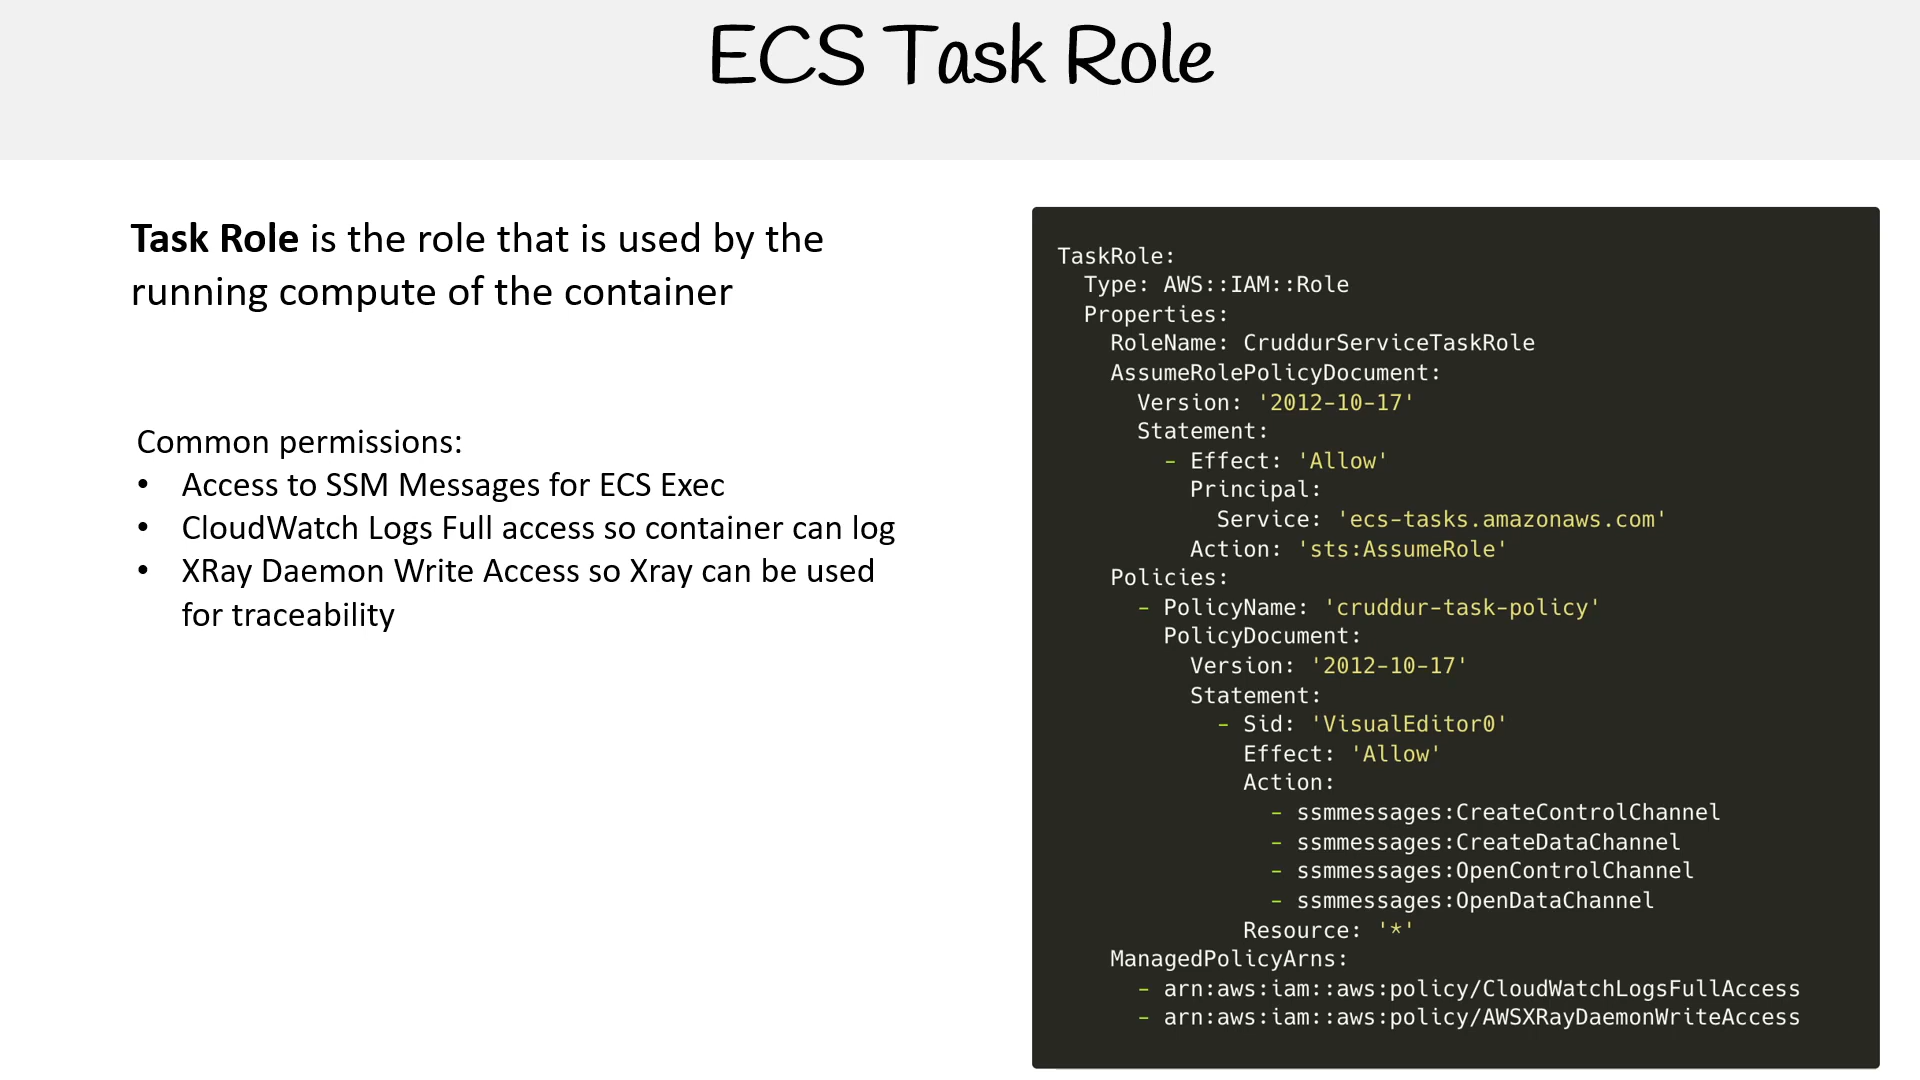 ECS Task Role
Task Role is the role that is used by the
running compute of the container
Common permissions:
• Access to SSM Messages for ECS Exec
• CloudWatch Logs Full access so container can log
• XRay Daemon Write Access so Xray can be used
for traceability
TaskRole:
  Type: AWS::IAM::Role
  Properties:
    RoleName: CruddurServiceTaskRole
    AssumeRolePolicyDocument:
      Version: '2012-10-17'
      Statement:
        - Effect: 'Allow'
          Principal:
            Service: 'ecs-tasks.amazonaws.com'
          Action: 'sts:AssumeRole'
    Policies:
      - PolicyName: 'cruddur-task-policy'
        PolicyDocument:
          Version: '2012-10-17'
          Statement:
            - Sid: 'VisualEditor0'
              Effect: 'Allow'
              Action:
                - ssmmessages:CreateControlChannel
                - ssmmessages:CreateDataChannel
                - ssmmessages:OpenControlChannel
                - ssmmessages:OpenDataChannel
              Resource: '*'
    ManagedPolicyArns:
      - arn:aws:iam::aws:policy/CloudWatchLogsFullAccess
      - arn:aws:iam::aws:policy/AWSXRayDaemonWriteAccess